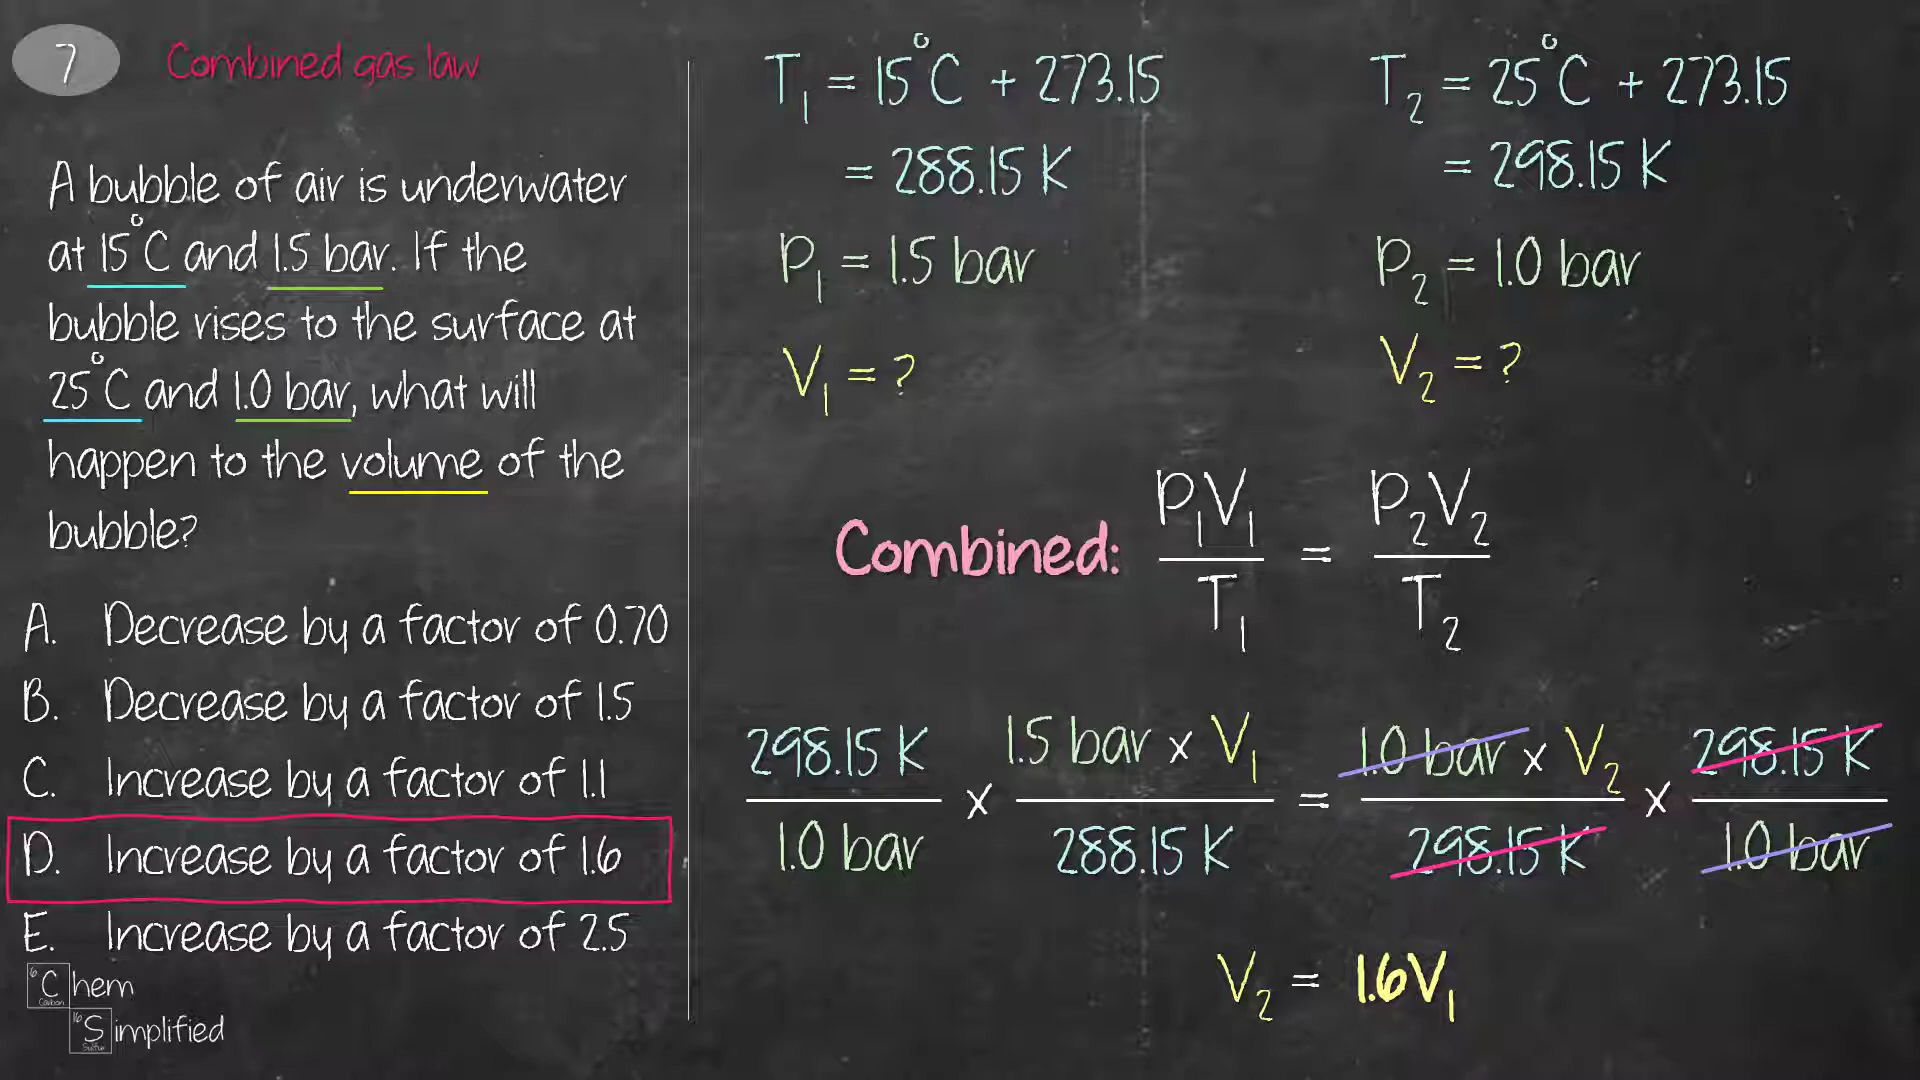 7
Combined gas law
A bubble of air is underwater
at 15°C and 1.5 bar. If the
bubble rises to the surface at
25°C and 1.0 bar, what will
happen to the volume of the
bubble?
A. Decrease by a factor of 0.70
B. Decrease by a factor of 1.5
C. Increase by a factor of 1.1
D. Increase by a factor of 1.6
E. Increase by a factor of 2.5
6 Chem
Carbon
16 Simplified
Sulfur
T₁ = 15°C + 273.15
= 288.15 K
P₁ = 1.5 bar
V₁ = ?
T₂ = 25°C + 273.15
= 298.15 K
P₂ = 1.0 bar
V₂ = ?
Combined: P₁V₁ / T₁ = P₂V₂ / T₂
298.15 K / 1.0 bar x 1.5 bar x V₁ / 288.15 K = 1.0 bar x V₂ / 298.15 K x 298.15 K / 1.0 bar
V₂ = 1.6V₁